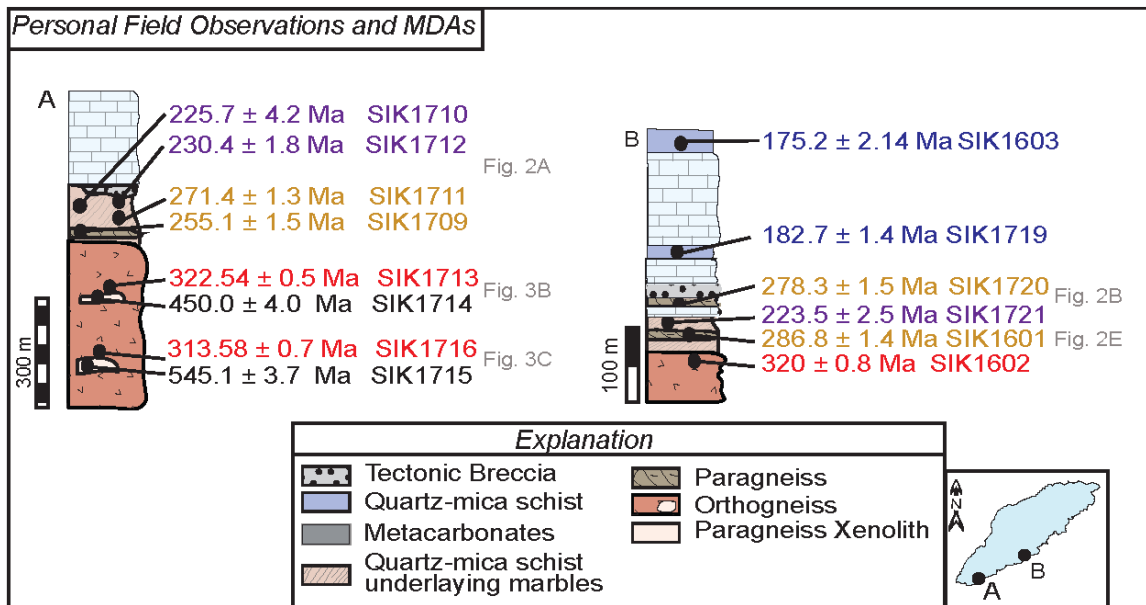 Personal Field Observations and MDAs
A
225.7 ± 4.2 Ma SIK1710
230.4 ± 1.8 Ma SIK1712
Fig. 2A
271.4 ± 1.3 Ma SIK1711
255.1 ± 1.5 Ma SIK1709
322.54 ± 0.5 Ma SIK1713
Fig. 3B
450.0 ± 4.0 Ma SIK1714
313.58 ± 0.7 Ma SIK1716
Fig. 3C
545.1 ± 3.7 Ma SIK1715
300 m
B
175.2 ± 2.14 Ma SIK1603
182.7 ± 1.4 Ma SIK1719
278.3 ± 1.5 Ma SIK1720
Fig. 2B
223.5 ± 2.5 Ma SIK1721
286.8 ± 1.4 Ma SIK1601
Fig. 2E
320 ± 0.8 Ma SIK1602
100 m
Explanation
Tectonic Breccia
Quartz-mica schist
Metacarbonates
Quartz-mica schist
underlaying marbles
Paragneiss
Orthogneiss
Paragneiss Xenolith
N
A
B